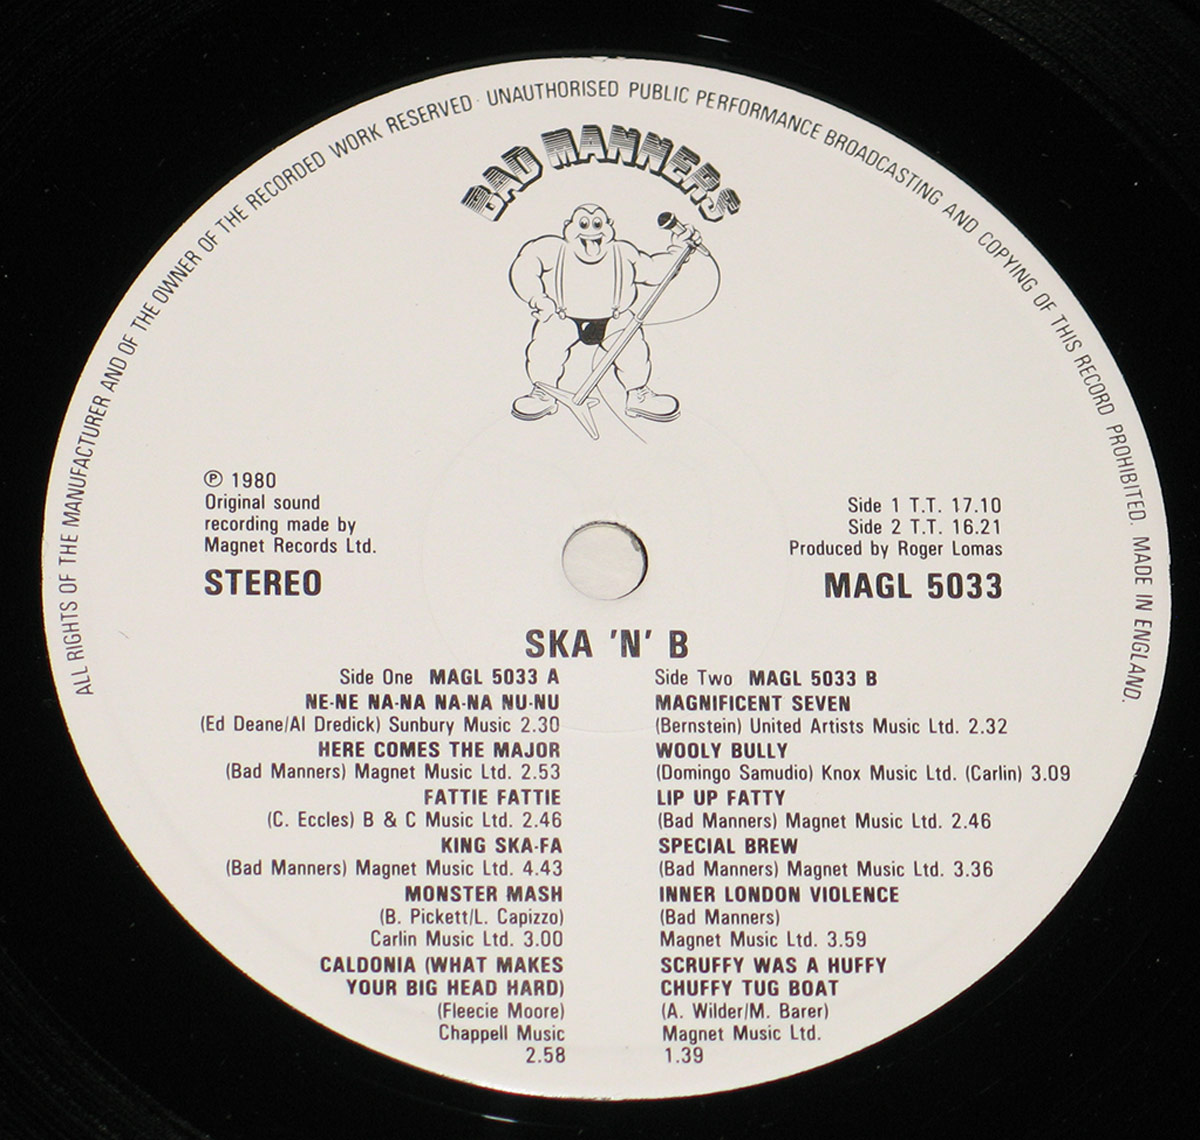 ALL RIGHTS OF THE MANUFACTURER AND OF THE OWNER OF THE RECORDED WORK RESERVED · UNAUTHORISED PUBLIC PERFORMANCE BROADCASTING AND COPYING OF THIS RECORD PROHIBITED. MADE IN ENGLAND.
BAD MANNERS
℗ 1980
Original sound
recording made by
Magnet Records Ltd.
STEREO
Side 1 T.T. 17.10
Side 2 T.T. 16.21
Produced by Roger Lomas
MAGL 5033
SKA 'N' B
Side One MAGL 5033 A
NE-NE NA-NA NA-NA NU-NU
(Ed Deane/Al Dredick) Sunbury Music 2.30
HERE COMES THE MAJOR
(Bad Manners) Magnet Music Ltd. 2.53
FATTIE FATTIE
(C. Eccles) B & C Music Ltd. 2.46
KING SKA-FA
(Bad Manners) Magnet Music Ltd. 4.43
MONSTER MASH
(B. Pickett/L. Capizzo)
Carlin Music Ltd. 3.00
CALDONIA (WHAT MAKES
YOUR BIG HEAD HARD)
(Fleecie Moore)
Chappell Music
2.58
Side Two MAGL 5033 B
MAGNIFICENT SEVEN
(Bernstein) United Artists Music Ltd. 2.32
WOOLY BULLY
(Domingo Samudio) Knox Music Ltd. (Carlin) 3.09
LIP UP FATTY
(Bad Manners) Magnet Music Ltd. 2.46
SPECIAL BREW
(Bad Manners) Magnet Music Ltd. 3.36
INNER LONDON VIOLENCE
(Bad Manners)
Magnet Music Ltd. 3.59
SCRUFFY WAS A HUFFY
CHUFFY TUG BOAT
(A. Wilder/M. Barer)
Magnet Music Ltd.
1.39